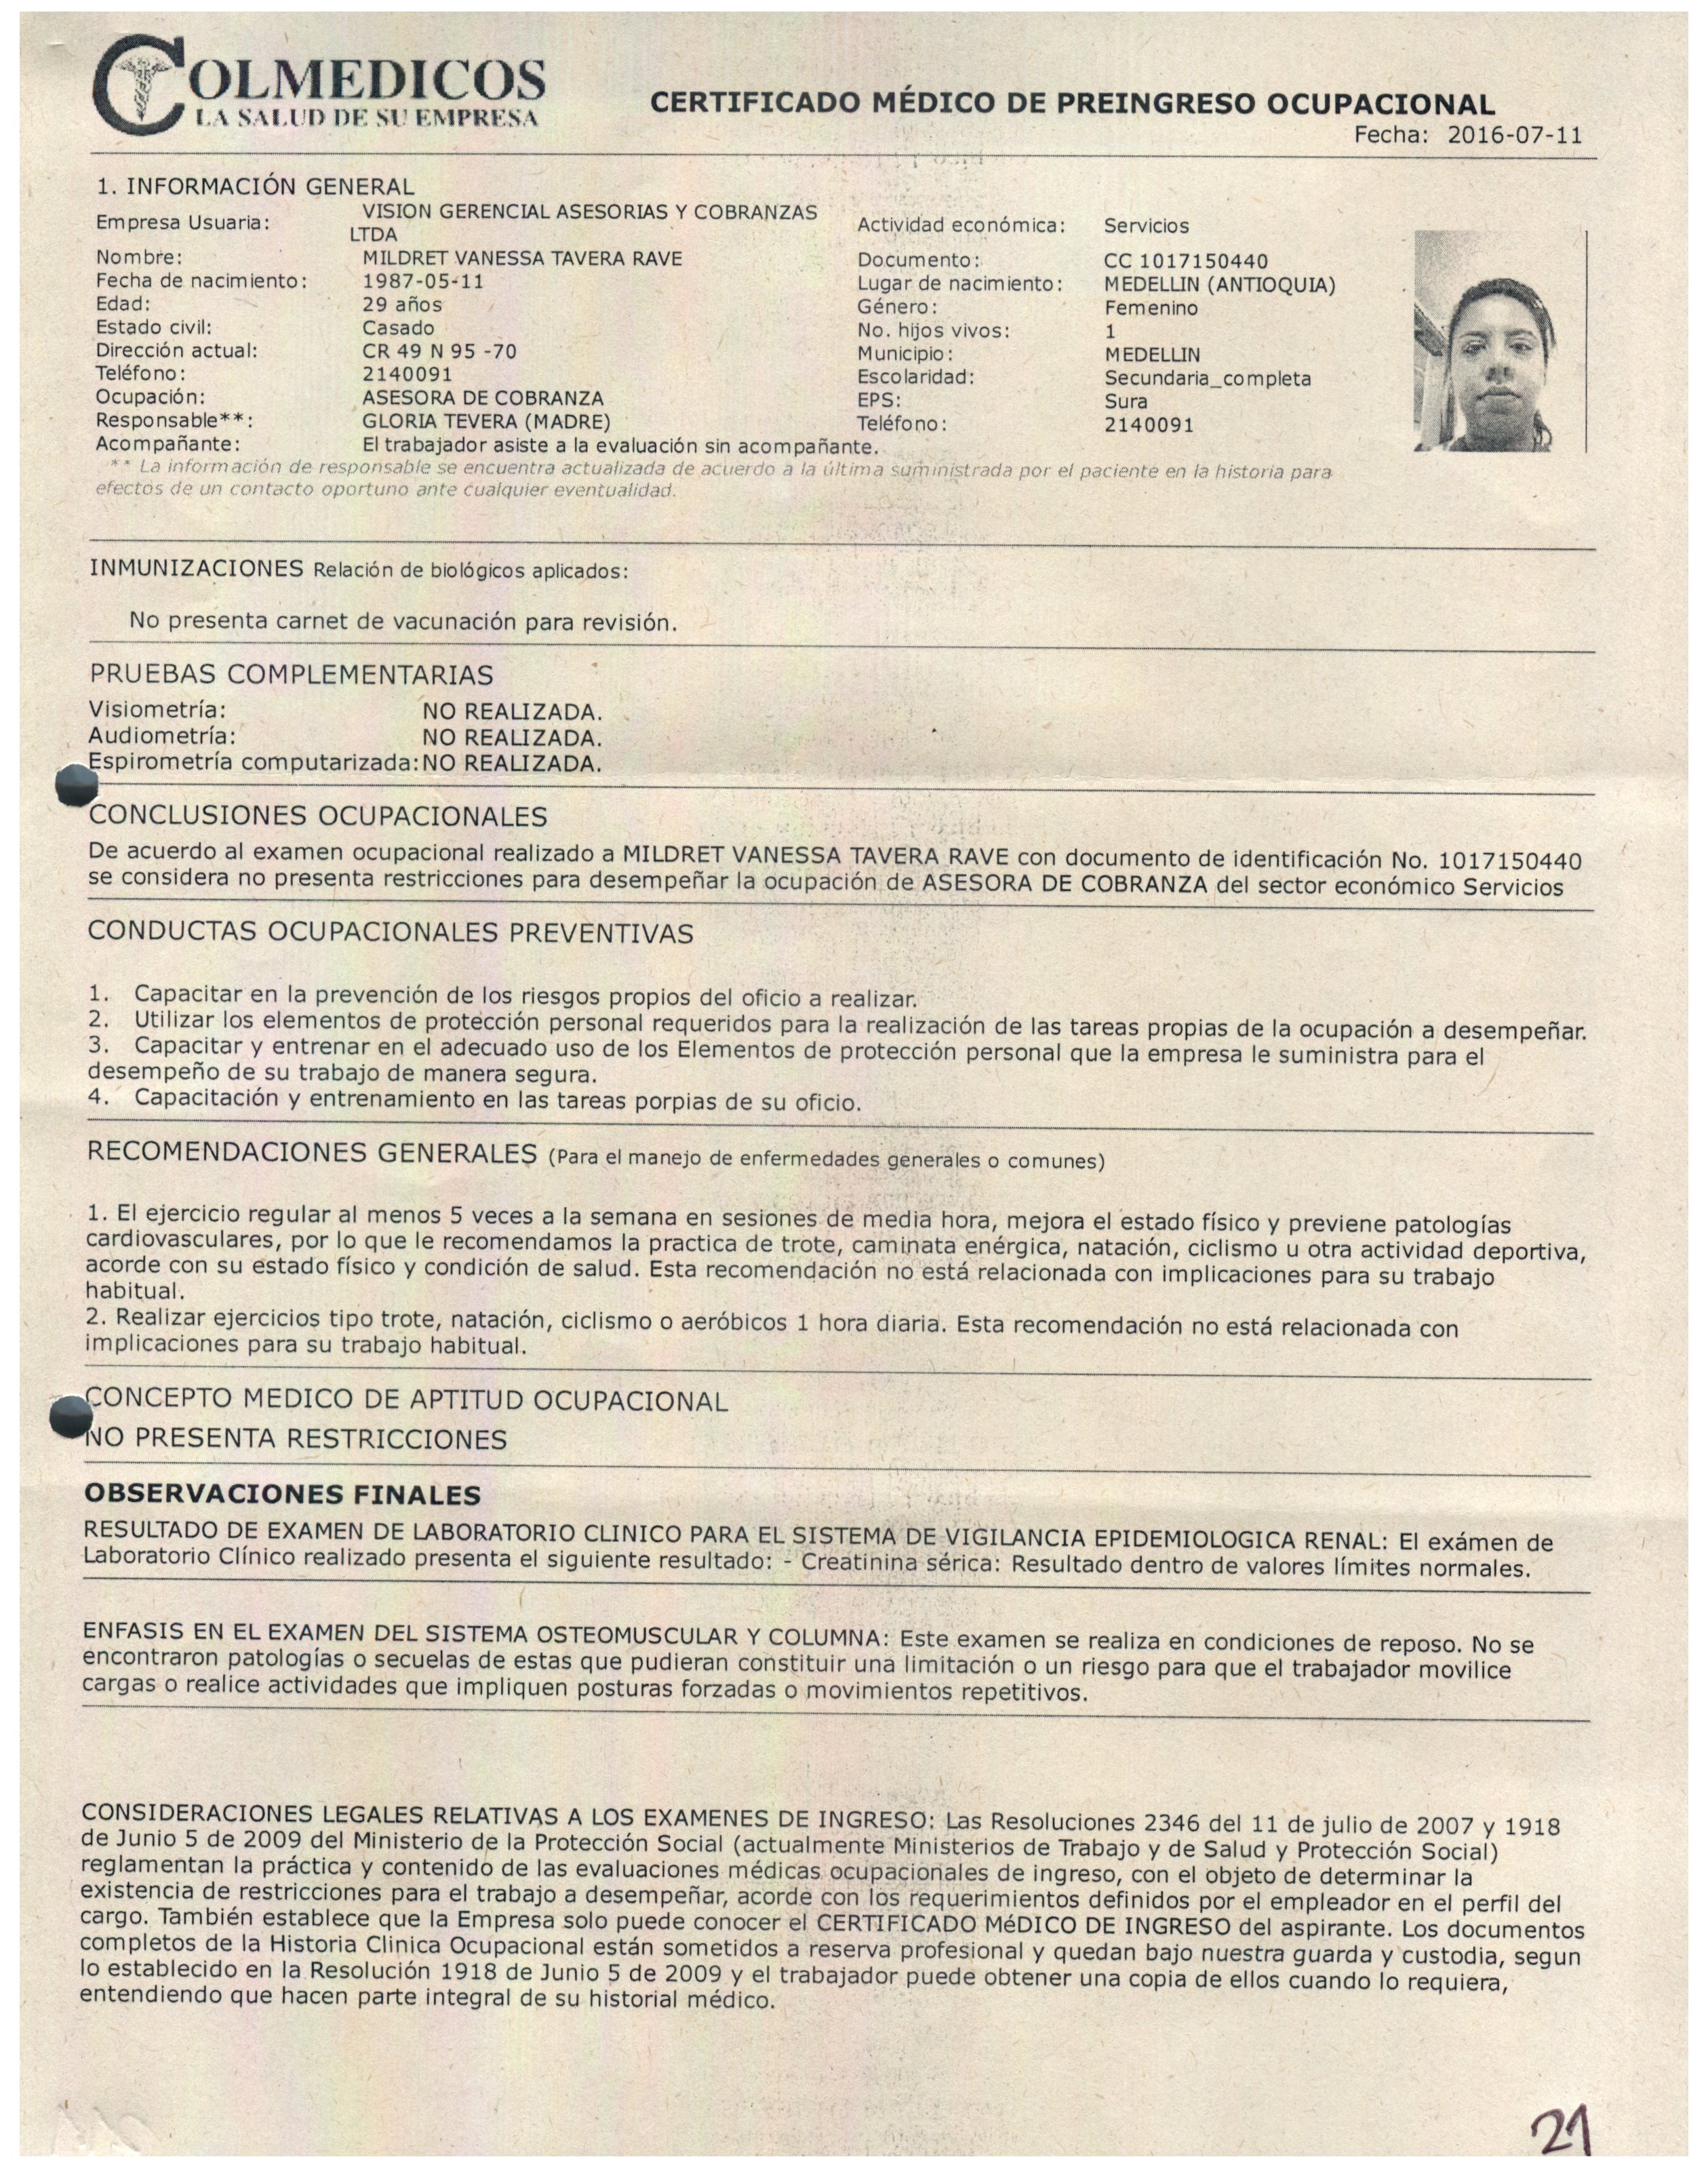 COLMEDICOS
LA SALUD DE SU EMPRESA
CERTIFICADO MÉDICO DE PREINGRESO OCUPACIONAL
Fecha: 2016-07-11
1. INFORMACIÓN GENERAL
Empresa Usuaria: VISION GERENCIAL ASESORIAS Y COBRANZAS LTDA Actividad económica: Servicios
Nombre: MILDRET VANESSA TAVERA RAVE Documento: CC 1017150440
Fecha de nacimiento: 1987-05-11 Lugar de nacimiento: MEDELLIN (ANTIOQUIA)
Edad: 29 años Género: Femenino
Estado civil: Casado No. hijos vivos: 1
Dirección actual: CR 49 N 95 -70 Municipio: MEDELLIN
Teléfono: 2140091 Escolaridad: Secundaria_completa
Ocupación: ASESORA DE COBRANZA EPS: Sura
Responsable**: GLORIA TEVERA (MADRE) Teléfono: 2140091
Acompañante: El trabajador asiste a la evaluación sin acompañante.
** La información de responsable se encuentra actualizada de acuerdo a la última suministrada por el paciente en la historia para
efectos de un contacto oportuno ante cualquier eventualidad.
INMUNIZACIONES Relación de biológicos aplicados:
No presenta carnet de vacunación para revisión.
PRUEBAS COMPLEMENTARIAS
Visiometría: NO REALIZADA.
Audiometría: NO REALIZADA.
Espirometría computarizada: NO REALIZADA.
CONCLUSIONES OCUPACIONALES
De acuerdo al examen ocupacional realizado a MILDRET VANESSA TAVERA RAVE con documento de identificación No. 1017150440
se considera no presenta restricciones para desempeñar la ocupación de ASESORA DE COBRANZA del sector económico Servicios
CONDUCTAS OCUPACIONALES PREVENTIVAS
1. Capacitar en la prevención de los riesgos propios del oficio a realizar.
2. Utilizar los elementos de protección personal requeridos para la realización de las tareas propias de la ocupación a desempeñar.
3. Capacitar y entrenar en el adecuado uso de los Elementos de protección personal que la empresa le suministra para el
desempeño de su trabajo de manera segura.
4. Capacitación y entrenamiento en las tareas porpias de su oficio.
RECOMENDACIONES GENERALES (Para el manejo de enfermedades generales o comunes)
1. El ejercicio regular al menos 5 veces a la semana en sesiones de media hora, mejora el estado físico y previene patologías
cardiovasculares, por lo que le recomendamos la practica de trote, caminata enérgica, natación, ciclismo u otra actividad deportiva,
acorde con su estado físico y condición de salud. Esta recomendación no está relacionada con implicaciones para su trabajo
habitual.
2. Realizar ejercicios tipo trote, natación, ciclismo o aeróbicos 1 hora diaria. Esta recomendación no está relacionada con
implicaciones para su trabajo habitual.
CONCEPTO MEDICO DE APTITUD OCUPACIONAL
NO PRESENTA RESTRICCIONES
OBSERVACIONES FINALES
RESULTADO DE EXAMEN DE LABORATORIO CLINICO PARA EL SISTEMA DE VIGILANCIA EPIDEMIOLOGICA RENAL: El exámen de
Laboratorio Clínico realizado presenta el siguiente resultado: - Creatinina sérica: Resultado dentro de valores límites normales.
ENFASIS EN EL EXAMEN DEL SISTEMA OSTEOMUSCULAR Y COLUMNA: Este examen se realiza en condiciones de reposo. No se
encontraron patologías o secuelas de estas que pudieran constituir una limitación o un riesgo para que el trabajador movilice
cargas o realice actividades que impliquen posturas forzadas o movimientos repetitivos.
CONSIDERACIONES LEGALES RELATIVAS A LOS EXAMENES DE INGRESO: Las Resoluciones 2346 del 11 de julio de 2007 y 1918
de Junio 5 de 2009 del Ministerio de la Protección Social (actualmente Ministerios de Trabajo y de Salud y Protección Social)
reglamentan la práctica y contenido de las evaluaciones médicas ocupacionales de ingreso, con el objeto de determinar la
existencia de restricciones para el trabajo a desempeñar, acorde con los requerimientos definidos por el empleador en el perfil del
cargo. También establece que la Empresa solo puede conocer el CERTIFICADO MéDICO DE INGRESO del aspirante. Los documentos
completos de la Historia Clinica Ocupacional están sometidos a reserva profesional y quedan bajo nuestra guarda y custodia, segun
lo establecido en la Resolución 1918 de Junio 5 de 2009 y el trabajador puede obtener una copia de ellos cuando lo requiera,
entendiendo que hacen parte integral de su historial médico.
21